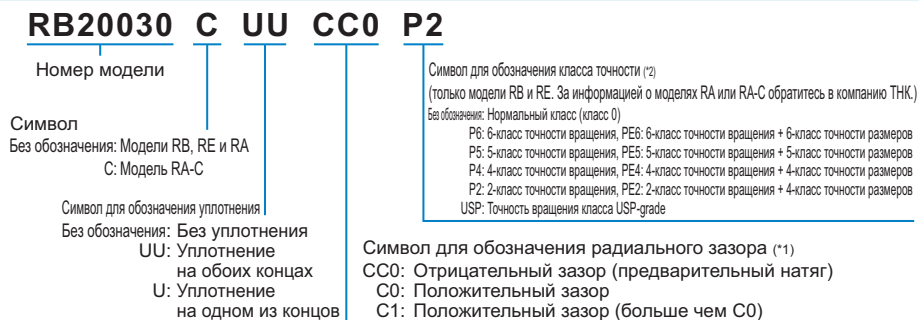 RB20030 C UU CC0 P2
Номер модели
Символ
Без обозначения: Модели RB, RE и RA
C: Модель RA-C
Символ для обозначения уплотнения
Без обозначения: Без уплотнения
UU: Уплотнение
на обоих концах
U: Уплотнение
на одном из концов
Символ для обозначения класса точности (*2)
(только модели RB и RE. За информацией о моделях RA или RA-C обратитесь в компанию THK.)
Без обозначения: Нормальный класс (класс 0)
P6: 6-класс точности вращения, PE6: 6-класс точности вращения + 6-класс точности размеров
P5: 5-класс точности вращения, PE5: 5-класс точности вращения + 5-класс точности размеров
P4: 4-класс точности вращения, PE4: 4-класс точности вращения + 4-класс точности размеров
P2: 2-класс точности вращения, PE2: 2-класс точности вращения + 4-класс точности размеров
USP: Точность вращения класса USP-grade
Символ для обозначения радиального зазора (*1)
CC0: Отрицательный зазор (предварительный натяг)
C0: Положительный зазор
C1: Положительный зазор (больше чем C0)